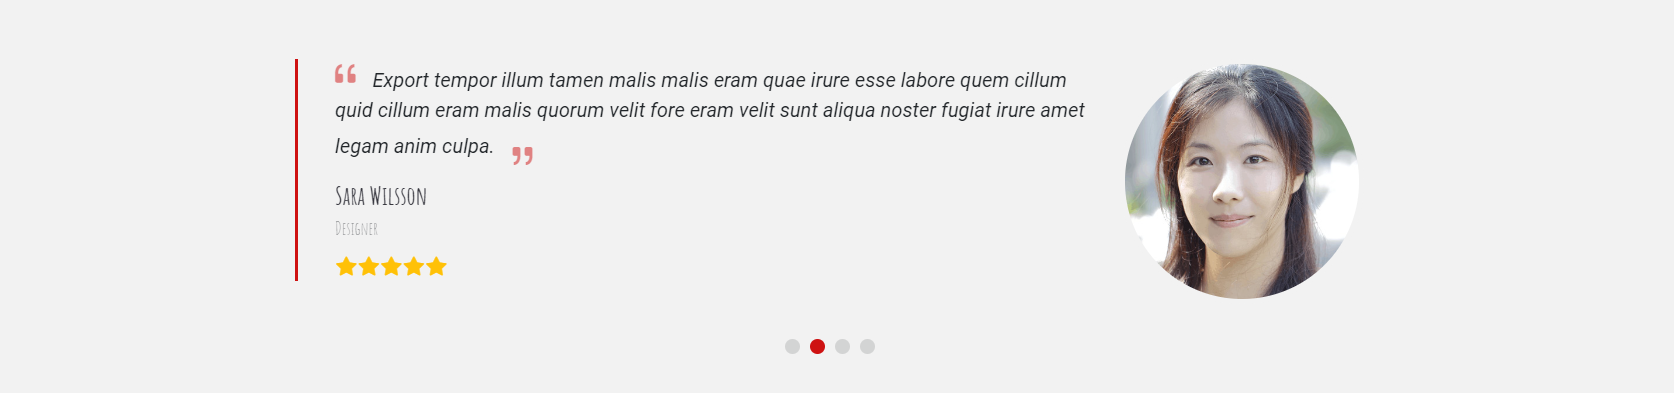 “ Export tempor illum tamen malis malis eram quae irure esse labore quem cillum
quid cillum eram malis quorum velit fore eram velit sunt aliqua noster fugiat irure amet
legam anim culpa. ”
Sara Wilsson
Designer